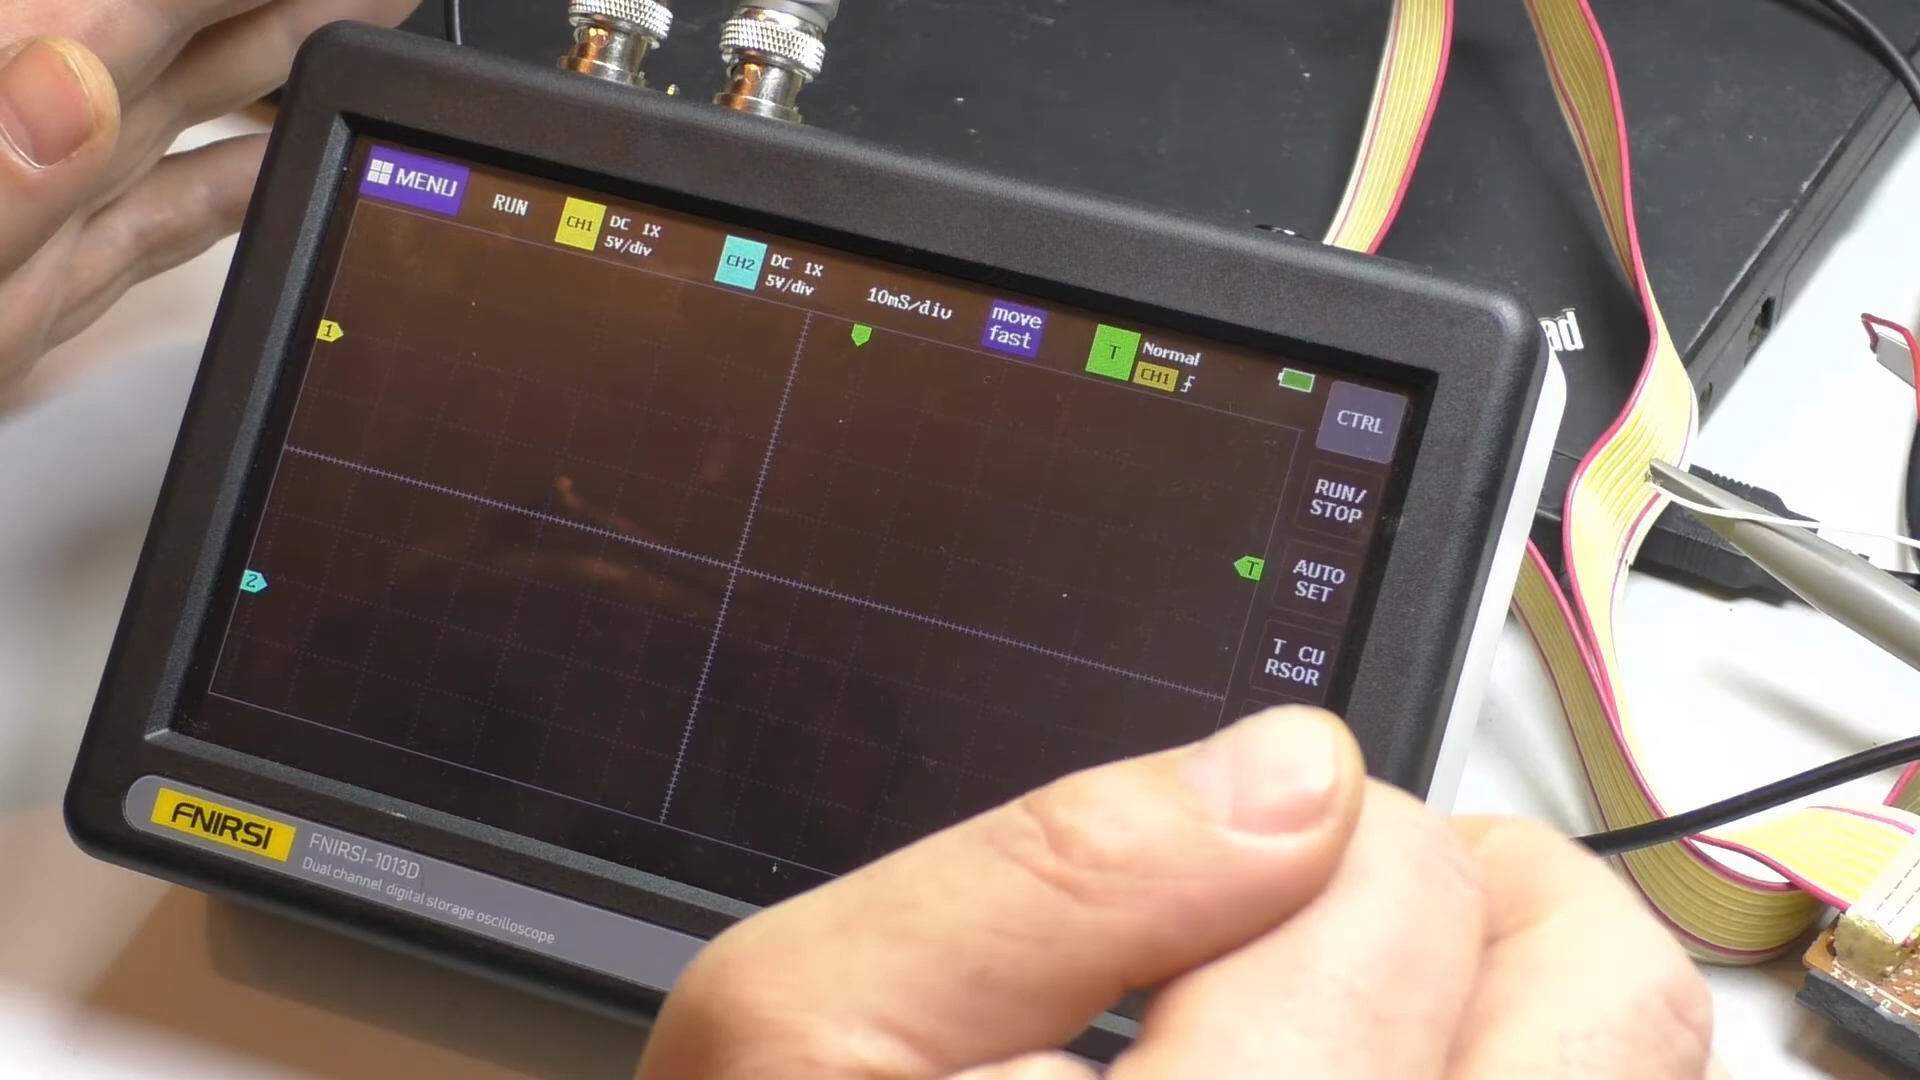 MENU
RUN
CH1
DC 1X
5V/div
CH2
DC 1X
5V/div
10mS/div
move
fast
T
Normal
CH1
CTRL
RUN/
STOP
AUTO
SET
T CU
RSOR
1
2
T
FNIRSI
FNIRSI-1013D
Dual channel digital storage oscilloscope
ad